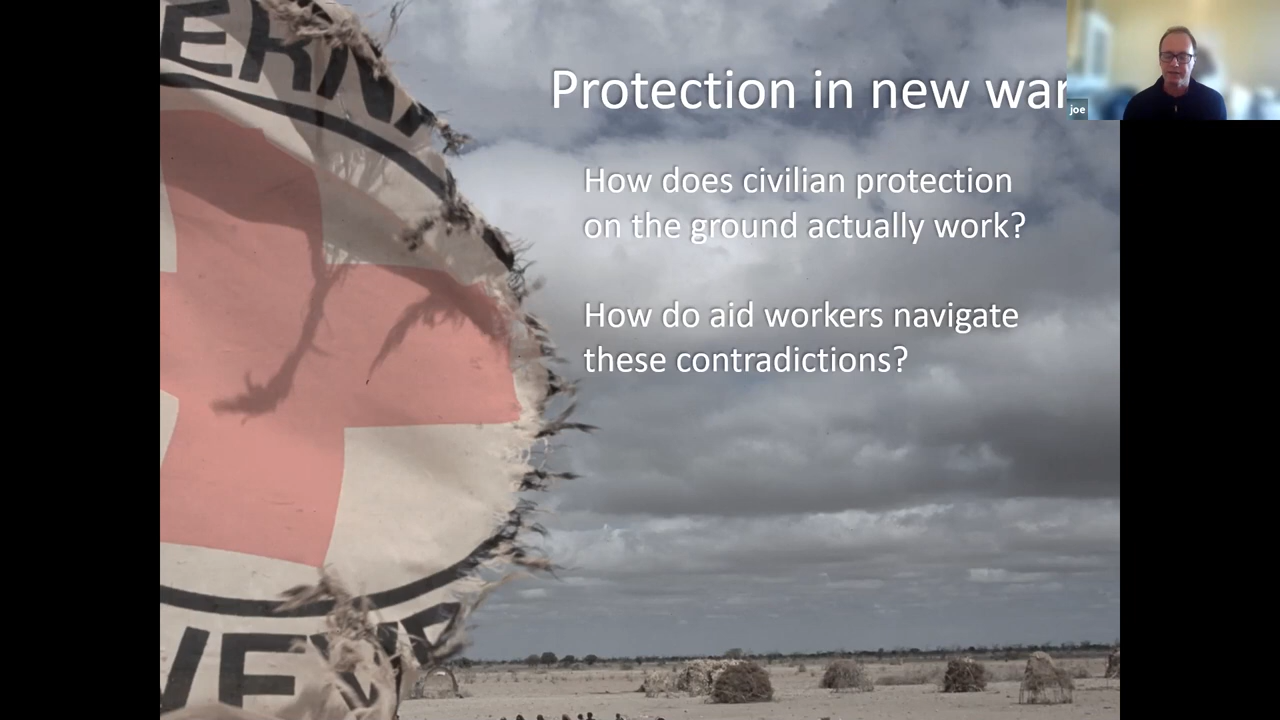 ERN
Protection in new war
joe
How does civilian protection
on the ground actually work?
How do aid workers navigate
these contradictions?